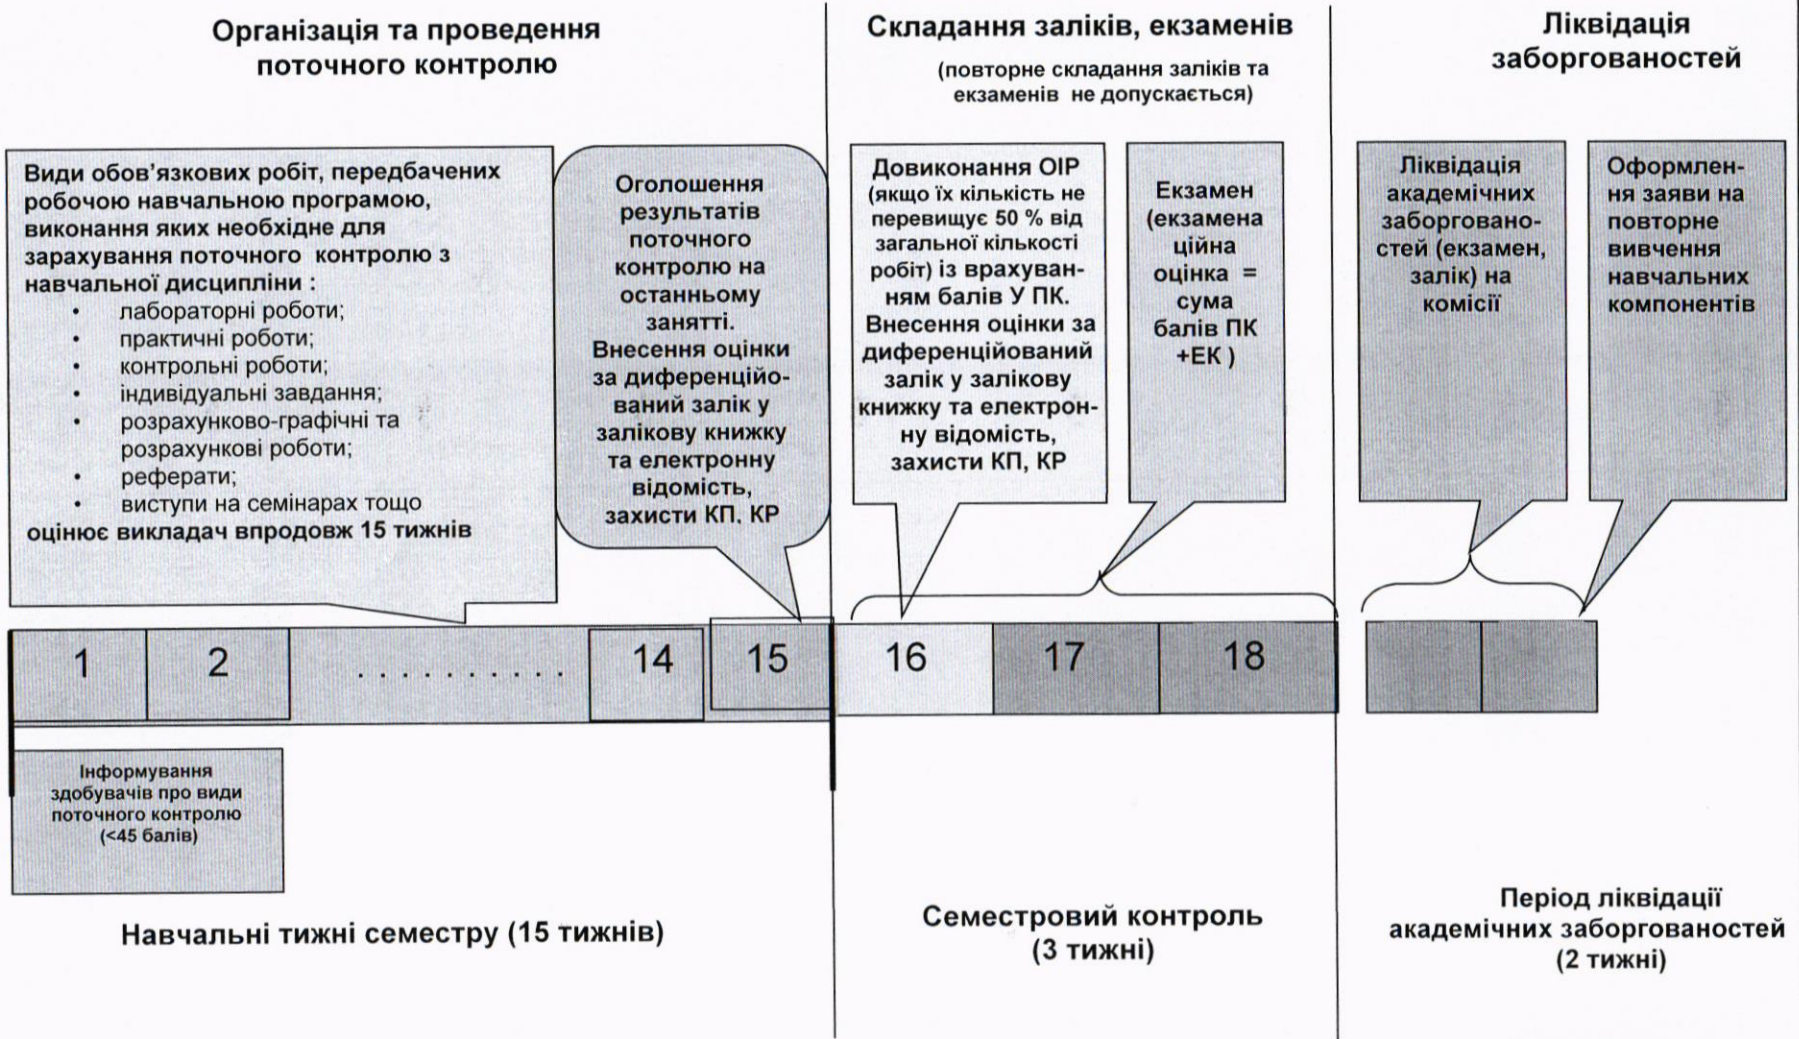 Організація та проведення
поточного контролю
Складання заліків, екзаменів
(повторне складання заліків та
екзаменів не допускається)
Ліквідація
заборгованостей
Види обов’язкових робіт, передбачених
робочою навчальною програмою,
виконання яких необхідне для
зарахування поточного контролю з
навчальної дисципліни :
• лабораторні роботи;
• практичні роботи;
• контрольні роботи;
• індивідуальні завдання;
• розрахунково-графічні та
розрахункові роботи;
• реферати;
• виступи на семінарах тощо
оцінює викладач впродовж 15 тижнів
Оголошення
результатів
поточного
контролю на
останньому
занятті.
Внесення оцінки
за диференційо-
ваний залік у
залікову книжку
та електронну
відомість,
захисти КП. КР
Довиконання ОІР
(якщо їх кількість не
перевищує 50 % від
загальної кількості
робіт) із врахуван-
ням балів У ПК.
Внесення оцінки за
диференційований
залік у залікову
книжку та електрон-
ну відомість,
захисти КП, КР
Екзамен
(екзамена
ційна
оцінка =
сума
балів ПК
+ЕК )
Ліквідація
академічних
заборговано-
стей (екзамен,
залік) на
комісії
Оформлен-
ня заяви на
повторне
вивчення
навчальних
компонентів
1
2
. . . . . . . . . .
14
15
16
17
18
Інформування
здобувачів про види
поточного контролю
(<45 балів)
Навчальні тижні семестру (15 тижнів)
Семестровий контроль
(3 тижні)
Період ліквідації
академічних заборгованостей
(2 тижні)